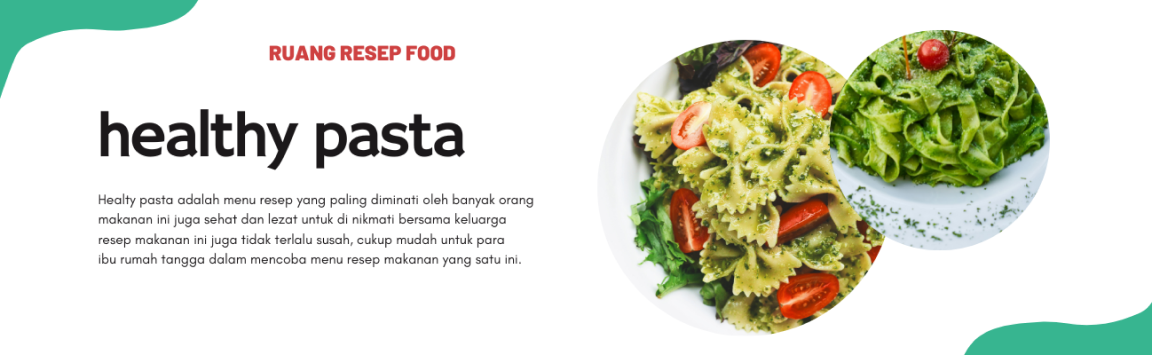 RUANG RESEP FOOD
healthy pasta
Healty pasta adalah menu resep yang paling diminati oleh banyak orang
makanan ini juga sehat dan lezat untuk di nikmati bersama keluarga
resep makanan ini juga tidak terlalu susah, cukup mudah untuk para
ibu rumah tangga dalam mencoba menu resep makanan yang satu ini.